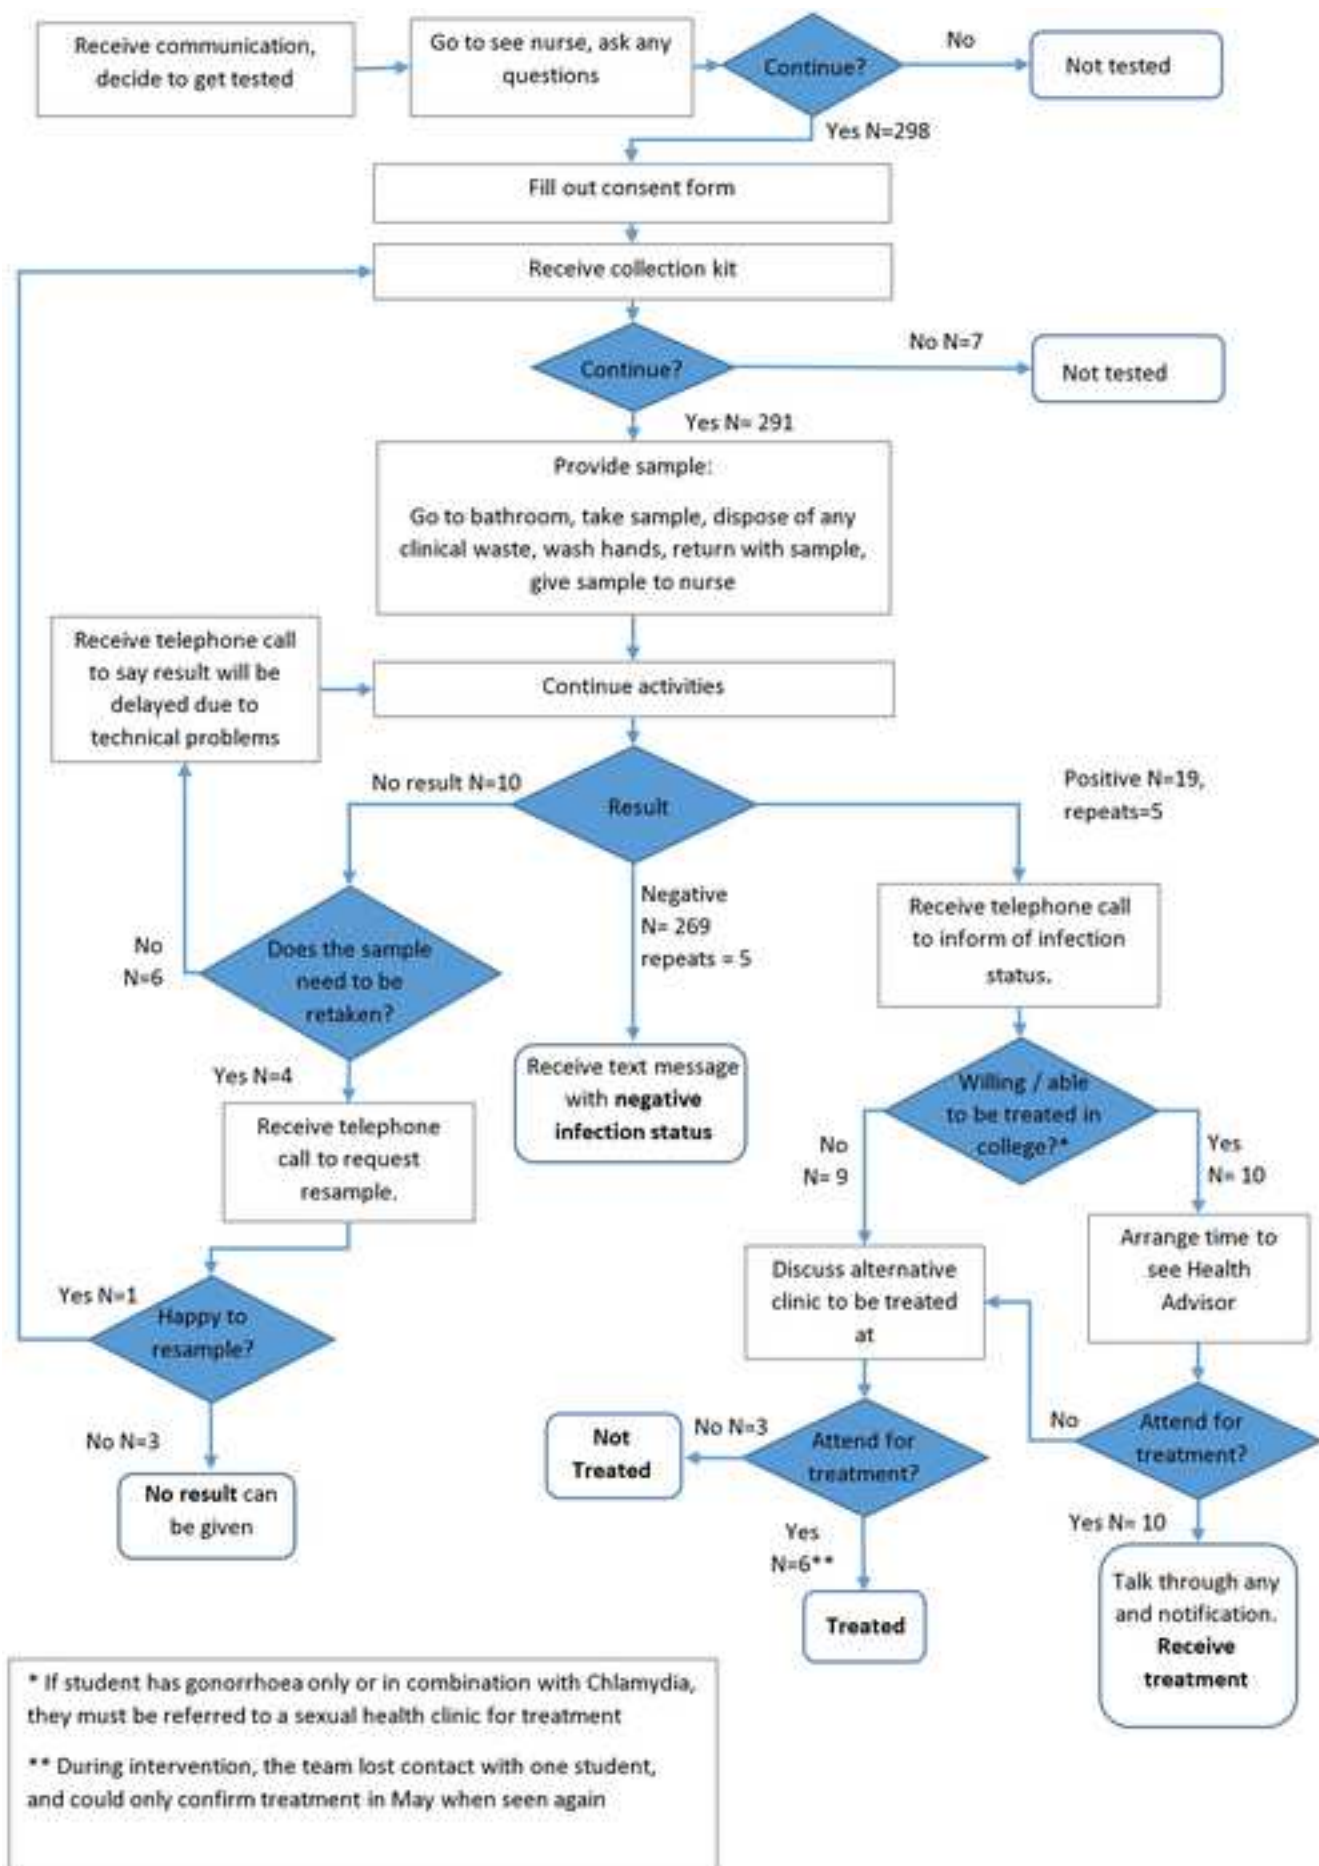 Receive communication,
decide to get tested
Go to see nurse, ask any
questions
Continue?
No
Not tested
Yes N=298
Fill out consent form
Receive collection kit
Continue?
No N=7
Not tested
Yes N= 291
Provide sample:
Go to bathroom, take sample, dispose of any
clinical waste, wash hands, return with sample,
give sample to nurse
Receive telephone call
to say result will be
delayed due to
technical problems
Continue activities
No result N=10
Result
Positive N=19,
repeats=5
Negative
N= 269
repeats = 5
Receive telephone call
to inform of infection
status.
No
N=6
Does the sample
need to be
retaken?
Yes N=4
Receive text message
with negative
infection status
Willing / able
to be treated in
college?*
No
N= 9
Yes
N= 10
Receive telephone
call to request
resample.
Discuss alternative
clinic to be treated
at
Arrange time to
see Health
Advisor
Yes N=1
Happy to
resample?
No N=3
No result can
be given
Not
Treated
No N=3
Attend for
treatment?
No
Attend for
treatment?
Yes
N=6**
Treated
Yes N= 10
Talk through any
and notification.
Receive
treatment
* If student has gonorrhoea only or in combination with Chlamydia,
they must be referred to a sexual health clinic for treatment
** During intervention, the team lost contact with one student,
and could only confirm treatment in May when seen again